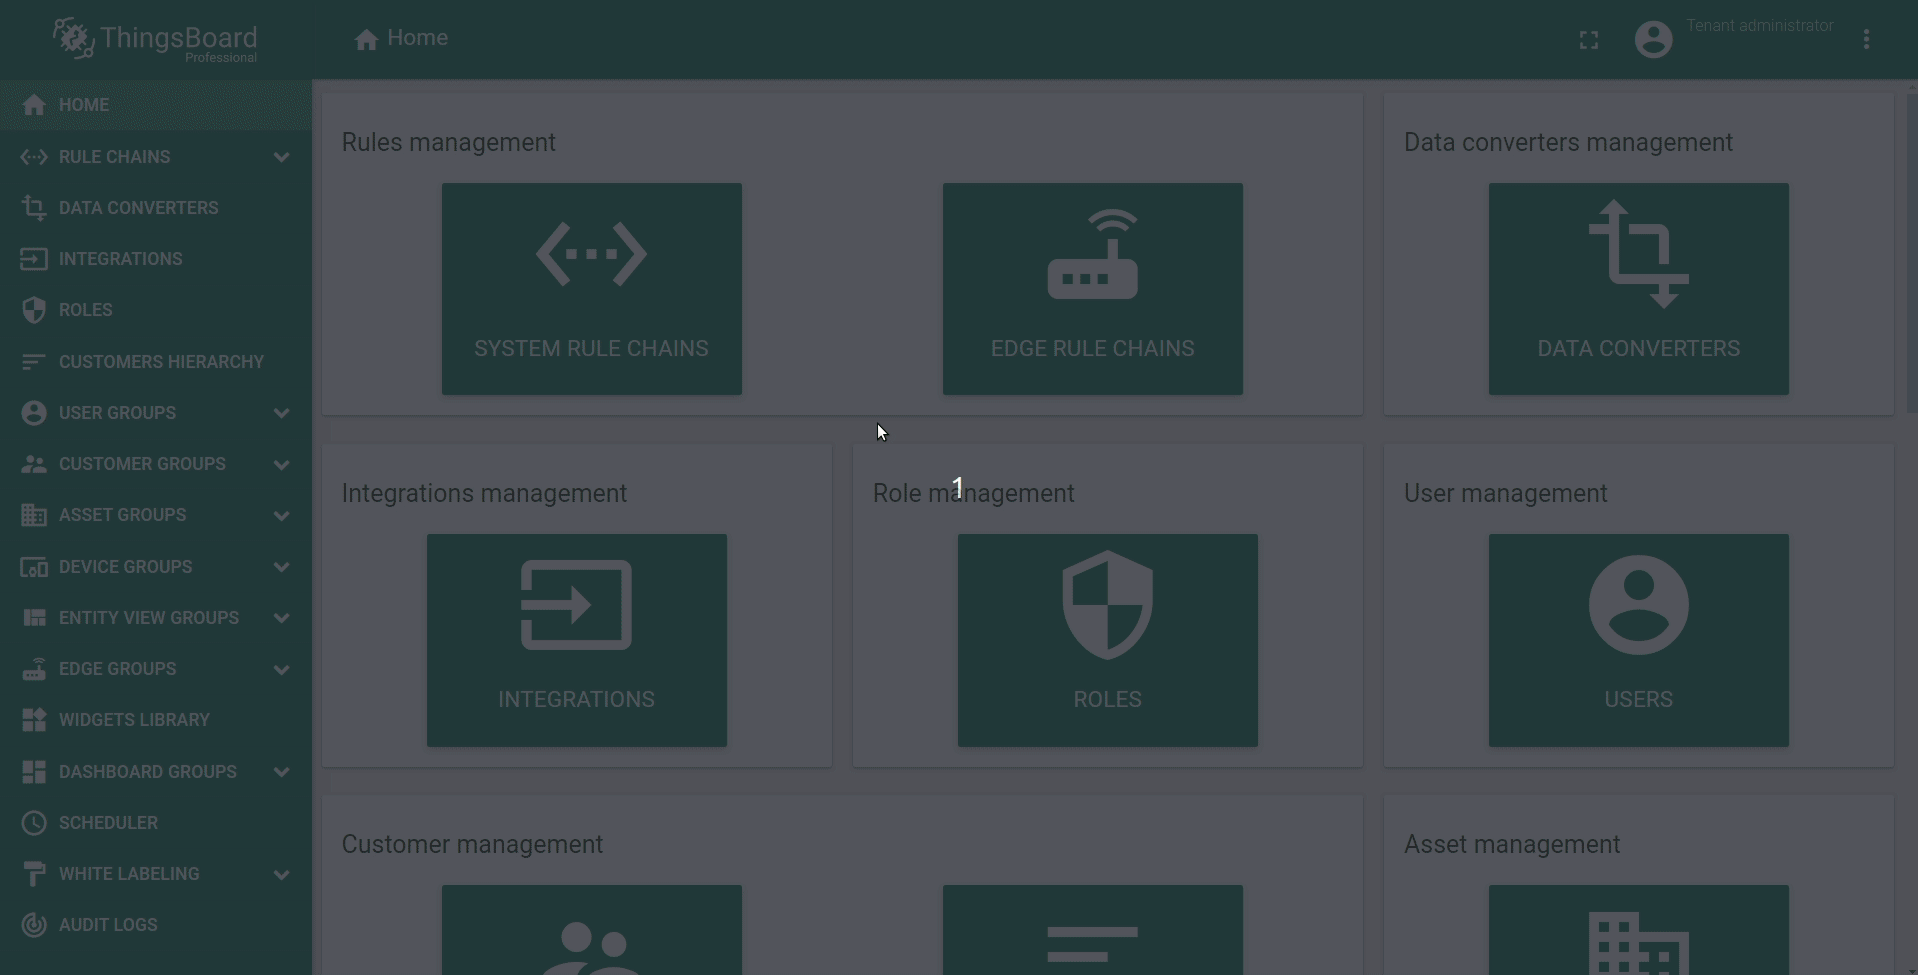 ThingsBoard
Professional
Home
Tenant administrator
HOME
RULE CHAINS
DATA CONVERTERS
INTEGRATIONS
ROLES
CUSTOMERS HIERARCHY
USER GROUPS
CUSTOMER GROUPS
ASSET GROUPS
DEVICE GROUPS
ENTITY VIEW GROUPS
EDGE GROUPS
WIDGETS LIBRARY
DASHBOARD GROUPS
SCHEDULER
WHITE LABELING
AUDIT LOGS
Rules management
SYSTEM RULE CHAINS
EDGE RULE CHAINS
Data converters management
DATA CONVERTERS
Integrations management
INTEGRATIONS
Role management
1
ROLES
User management
USERS
Customer management
Asset management